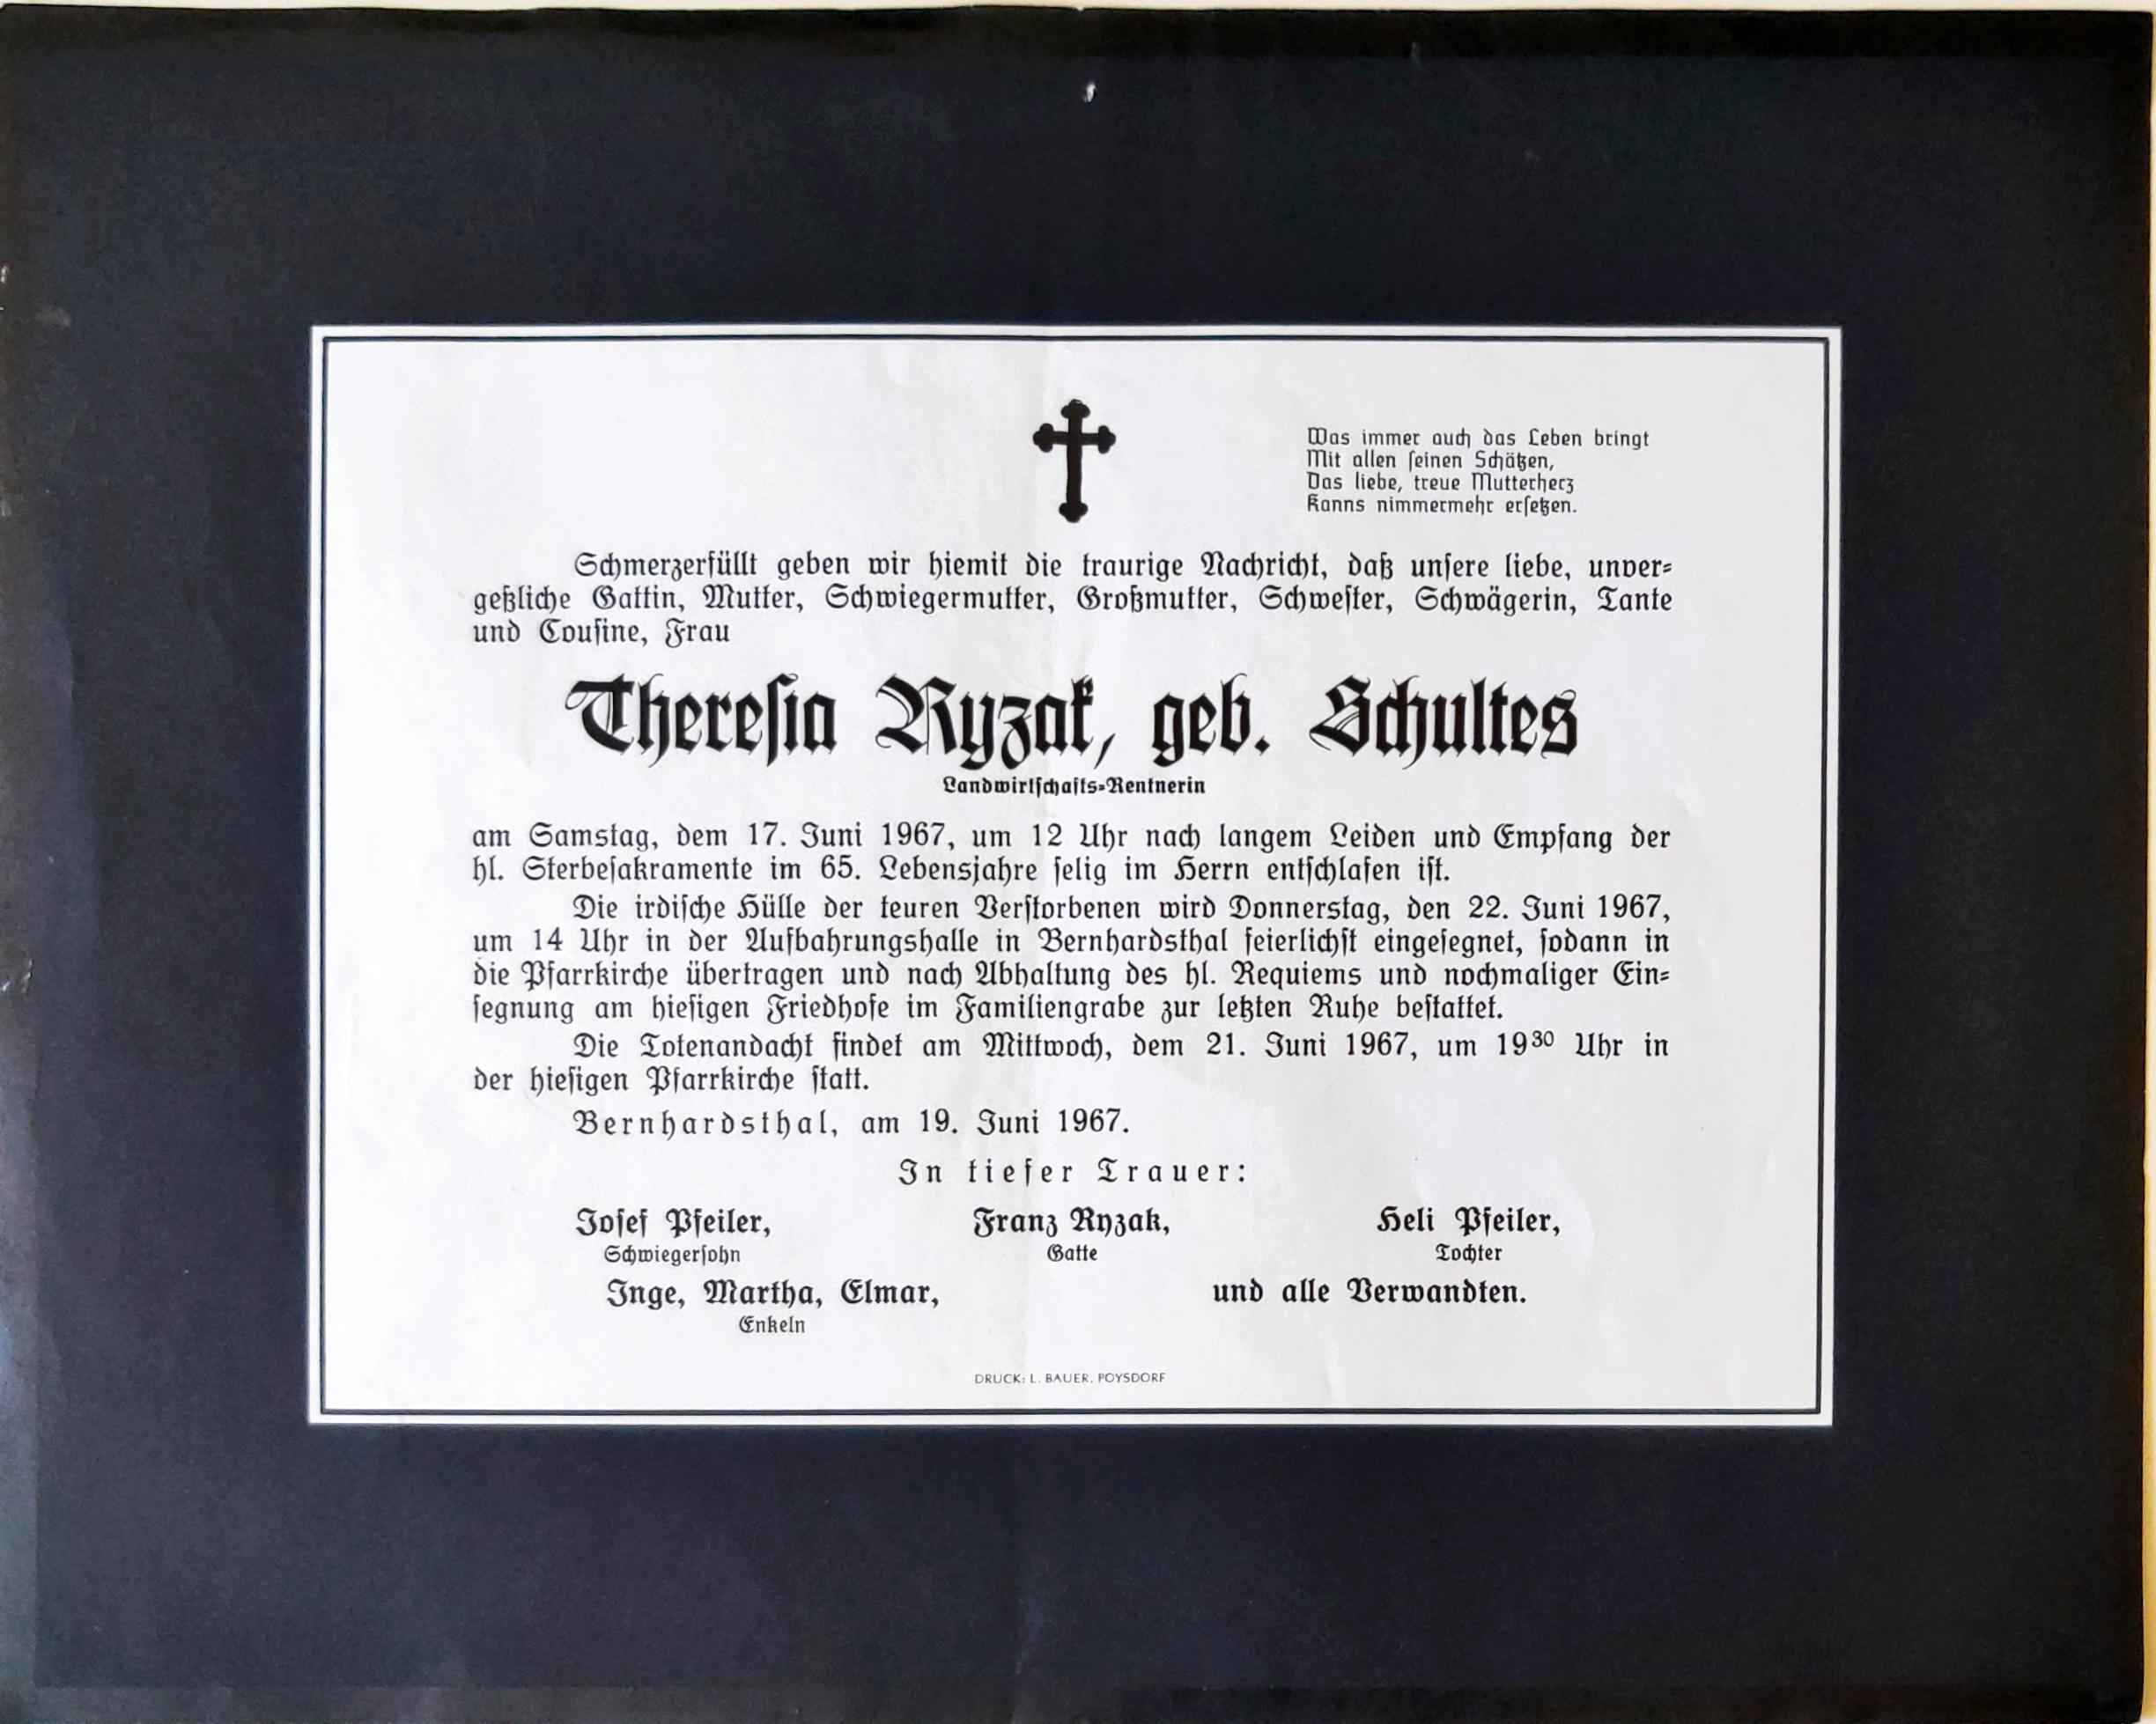 Was immer auch das Leben bringt
Mit allen seinen Schätzen,
Das liebe, treue Mutterherz
Kanns nimmermehr ersetzen.
Schmerzerfüllt geben wir hiemit die traurige Nachricht, daß unsere liebe, unver-
geßliche Gattin, Mutter, Schwiegermutter, Großmutter, Schwester, Schwägerin, Tante
und Cousine, Frau
Theresia Ryzak, geb. Schultes
Landwirtschafts-Rentnerin
am Samstag, dem 17. Juni 1967, um 12 Uhr nach langem Leiden und Empfang der
hl. Sterbesakramente im 65. Lebensjahre selig im Herrn entschlafen ist.
Die irdische Hülle der teuren Verstorbenen wird Donnerstag, den 22. Juni 1967,
um 14 Uhr in der Aufbahrungshalle in Bernhardsthal feierlichst eingesegnet, sodann in
die Pfarrkirche übertragen und nach Abhaltung des hl. Requiems und nochmaliger Ein-
segnung am hiesigen Friedhofe im Familiengrabe zur letzten Ruhe bestattet.
Die Totenandacht findet am Mittwoch, dem 21. Juni 1967, um 19³⁰ Uhr in
der hiesigen Pfarrkirche statt.
Bernhardsthal, am 19. Juni 1967.
In tiefer Trauer:
Josef Pfeiler, Franz Ryzak, Heli Pfeiler,
Schwiegersohn Gatte Tochter
Inge, Martha, Elmar, und alle Verwandten.
Enkeln
DRUCK: L. BAUER, POYSDORF